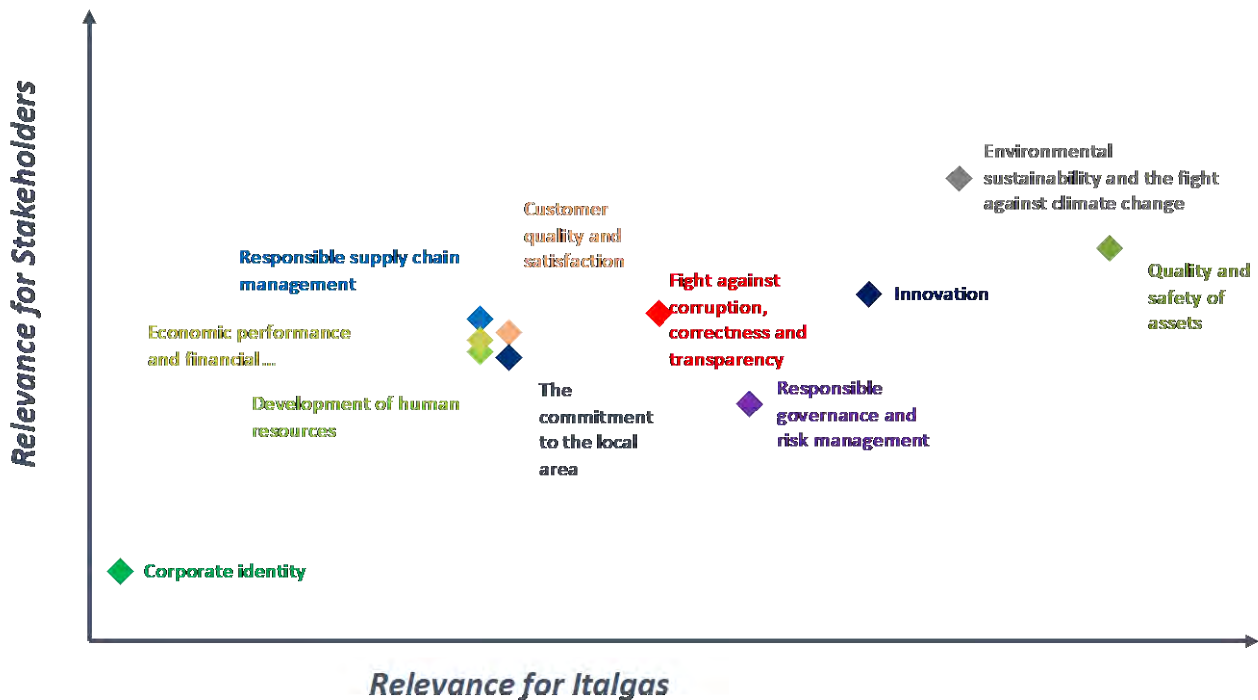 Relevance for Stakeholders
Environmental
sustainability and the fight
against climate change
Customer
quality and
satisfaction
Responsible supply chain
management
Quality and
safety of
assets
Fight against
corruption,
correctness and
transparency
Innovation
Economic performance
and financial....
Development of human
resources
The
commitment
to the local
area
Responsible
governance and
risk management
Corporate identity
Relevance for Italgas